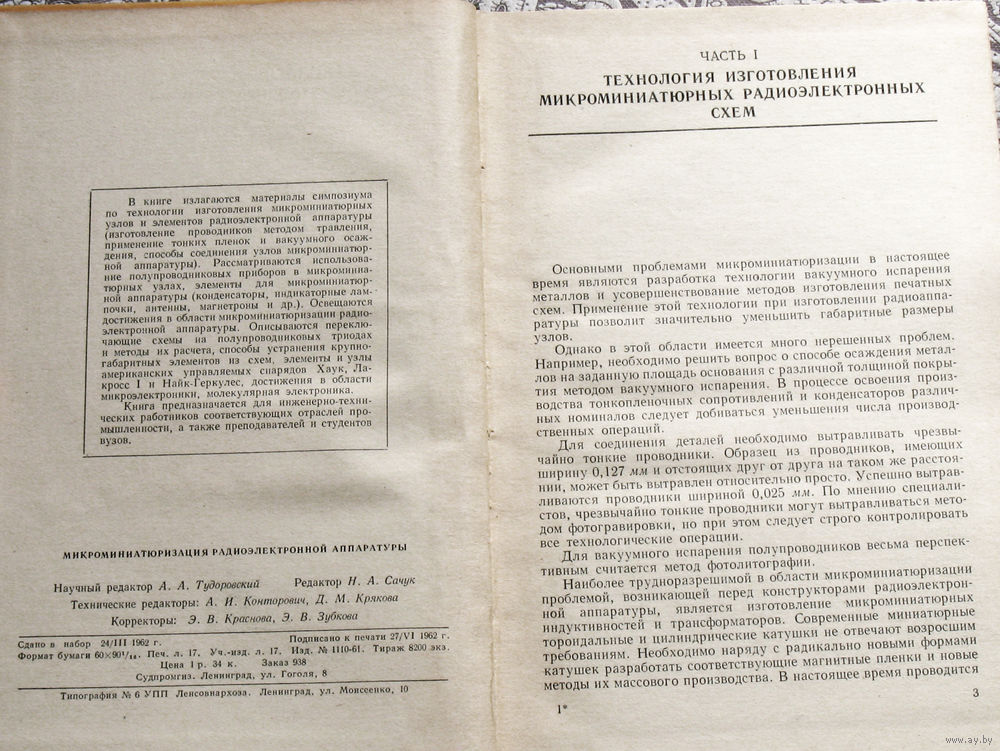 В книге излагаются материалы симпозиума
по технологии изготовления микроминиатюрных
узлов и элементов радиоэлектронной аппаратуры
(изготовление проводников методом травления,
применение тонких пленок и вакуумного осаж-
дения, способы соединения узлов микроминиатюр-
ной аппаратуры). Рассматриваются использова-
ние полупроводниковых приборов в микроминиа-
тюрных узлах, элементы для микроминиатюр-
ной аппаратуры (конденсаторы, индикаторные лам-
почки, антенны, магнетроны и др.). Освещаются
достижения в области микроминиатюризации радио-
электронной аппаратуры. Описываются переклю-
чающие схемы на полупроводниковых триодах
и методы их расчета, способы устранения крупно-
габаритных элементов из схем, элементы и узлы
американских управляемых снарядов Хаук, Ла-
кросс I и Найк-Геркулес, достижения в области
микроэлектроники, молекулярная электроника.
Книга предназначается для инженерно-техни-
ческих работников соответствующих отраслей про-
мышленности, а также преподавателей и студентов
вузов.
МИКРОМИНИАТЮРИЗАЦИЯ РАДИОЭЛЕКТРОННОЙ АППАРАТУРЫ
Научный редактор А. А. Тудоровский Редактор Н. А. Сачук
Технические редакторы: А. И. Конторович, Д. М. Крякова
Корректоры: Э. В. Краснова, Э. В. Зубкова
Сдано в набор 24/III 1962 г. Подписано к печати 27/VI 1962 г.
Формат бумаги 60×90¹/₁₆. Печ. л. 17. Уч.-изд. л. 17. Изд. № 1110-61. Тираж 8200 экз.
Цена 1 р. 34 к. Заказ 938
Судпромгиз. Ленинград, ул. Гоголя, 8
Типография № 6 УПП Ленсовнархоза. Ленинград, ул. Моисеенко, 10
ЧАСТЬ I
ТЕХНОЛОГИЯ ИЗГОТОВЛЕНИЯ
МИКРОМИНИАТЮРНЫХ РАДИОЭЛЕКТРОННЫХ
СХЕМ
Основными проблемами микроминиатюризации в настоящее
время являются разработка технологии вакуумного испарения
металлов и усовершенствование методов изготовления печатных
схем. Применение этой технологии при изготовлении радиоаппа-
ратуры позволит значительно уменьшить габаритные размеры
узлов.
Однако в этой области имеется много нерешенных проблем.
Например, необходимо решить вопрос о способе осаждения метал-
лов на заданную площадь основания с различной толщиной покры-
тия методом вакуумного испарения. В процессе освоения произ-
водства тонкопленочных сопротивлений и конденсаторов различ-
ных номиналов следует добиваться уменьшения числа производ-
ственных операций.
Для соединения деталей необходимо вытравливать чрезвы-
чайно тонкие проводники. Образец из проводников, имеющих
ширину 0,127 мм и отстоящих друг от друга на таком же расстоя-
нии, может быть вытравлен относительно просто. Успешно вытрав-
ливаются проводники шириной 0,025 мм. По мнению специали-
стов, чрезвычайно тонкие проводники могут вытравливаться мето-
дом фотогравировки, но при этом следует строго контролировать
все технологические операции.
Для вакуумного испарения полупроводников весьма перспек-
тивным считается метод фотолитографии.
Наиболее трудноразрешимой в области микроминиатюризации
проблемой, возникающей перед конструкторами радиоэлектрон-
ной аппаратуры, является изготовление микроминиатюрных
индуктивностей и трансформаторов. Современные миниатюрные
тороидальные и цилиндрические катушки не отвечают возросшим
требованиям. Необходимо наряду с радикально новыми формами
катушек разработать соответствующие магнитные пленки и новые
методы их массового производства. В настоящее время проводится
1*
3
www.ay.by